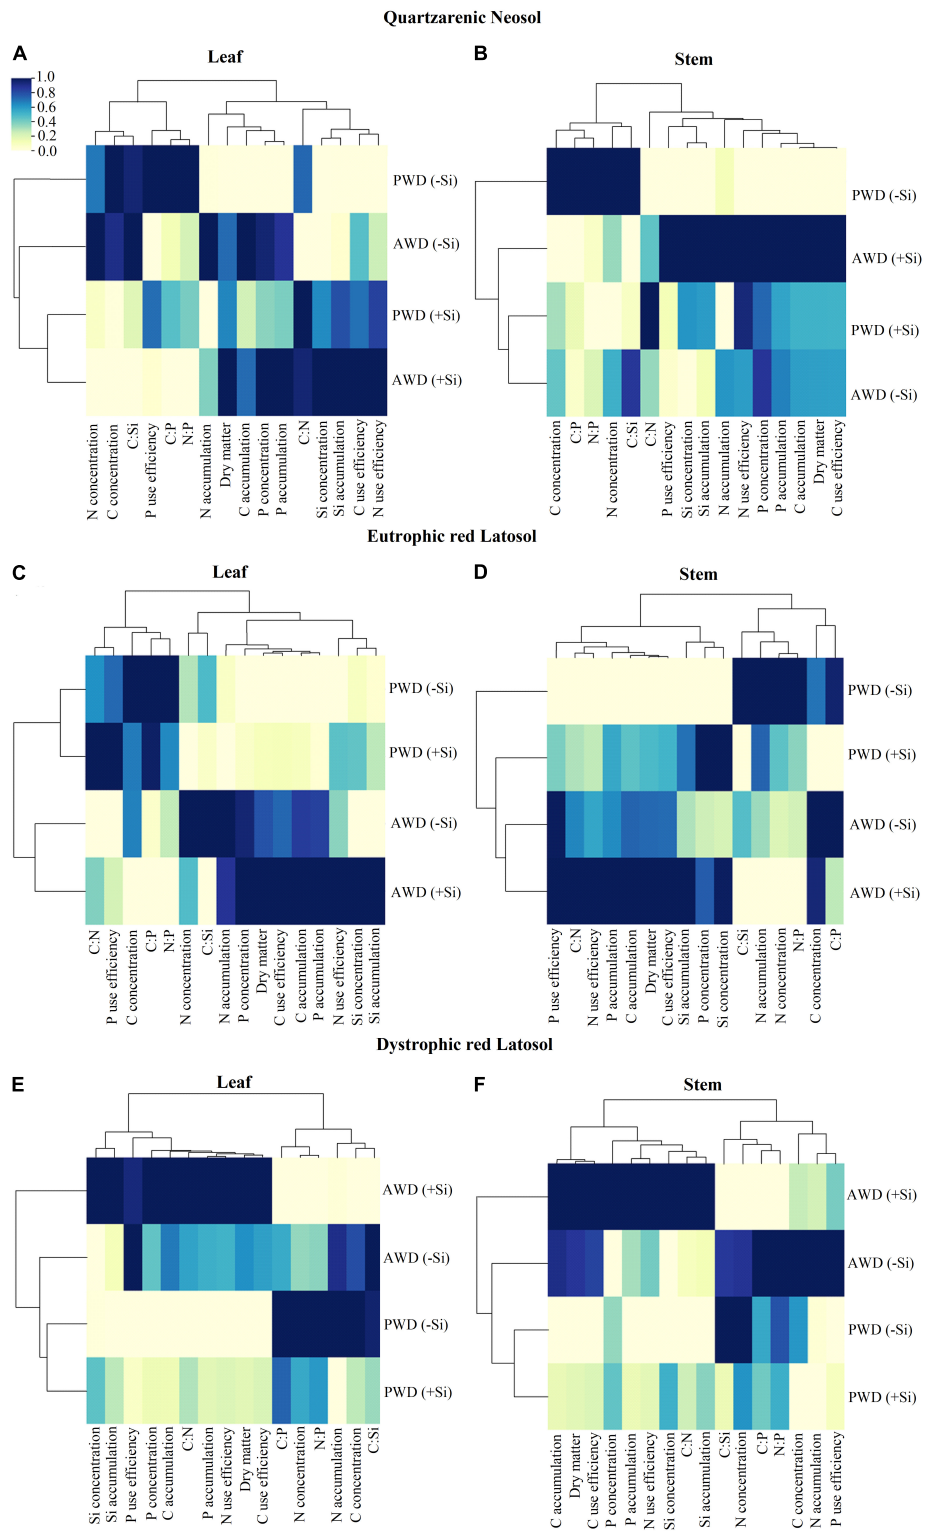 Quartzarenic Neosol
A
Leaf
B
Stem
1.0
0.8
0.6
0.4
0.2
0.0
PWD (-Si)
AWD (-Si)
PWD (+Si)
AWD (+Si)
PWD (-Si)
AWD (+Si)
PWD (+Si)
AWD (-Si)
N concentration
C concentration
C:Si
P use efficiency
C:P
N:P
N accumulation
Dry matter
C accumulation
P concentration
P accumulation
C:N
Si concentration
Si accumulation
C use efficiency
N use efficiency
C concentration
C:P
N:P
N concentration
C:Si
C:N
P use efficiency
Si concentration
Si accumulation
N accumulation
N use efficiency
P concentration
P accumulation
C accumulation
Dry matter
C use efficiency
Eutrophic red Latosol
C
Leaf
D
Stem
PWD (-Si)
PWD (+Si)
AWD (-Si)
AWD (+Si)
PWD (-Si)
PWD (+Si)
AWD (-Si)
AWD (+Si)
C:N
P use efficiency
C concentration
C:P
N:P
N concentration
C:Si
N accumulation
P concentration
Dry matter
C use efficiency
C accumulation
P accumulation
N use efficiency
Si concentration
Si accumulation
P use efficiency
C:N
N use efficiency
P accumulation
C accumulation
Dry matter
C use efficiency
Si accumulation
P concentration
Si concentration
C:Si
N accumulation
N concentration
N:P
C concentration
C:P
Dystrophic red Latosol
E
Leaf
F
Stem
AWD (+Si)
AWD (-Si)
PWD (-Si)
PWD (+Si)
AWD (+Si)
AWD (-Si)
PWD (-Si)
PWD (+Si)
Si concentration
Si accumulation
P use efficiency
P concentration
C accumulation
C:N
P accumulation
N use efficiency
Dry matter
C use efficiency
C:P
N concentration
N:P
N accumulation
C concentration
C:Si
C accumulation
Dry matter
C use efficiency
P concentration
P accumulation
N use efficiency
Si concentration
C:N
Si accumulation
C:Si
N concentration
C:P
N:P
C concentration
N accumulation
P use efficiency